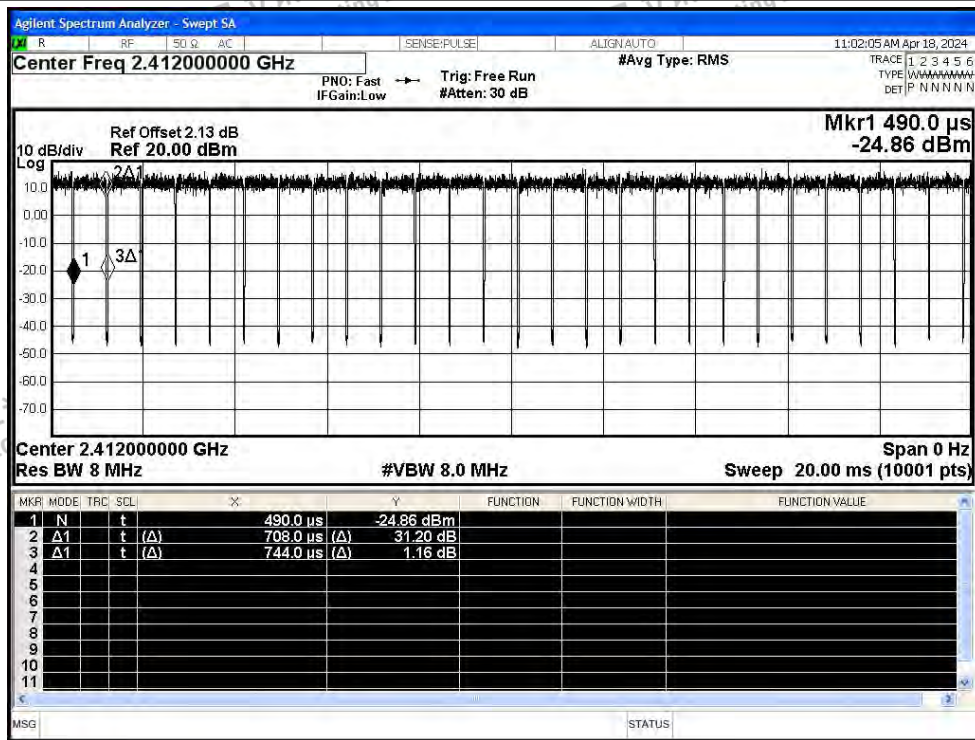 Agilent Spectrum Analyzer - Swept SA
R RF 50 Ω AC SENSE:PULSE ALIGN AUTO 11:02:05 AM Apr 18, 2024
Center Freq 2.412000000 GHz #Avg Type: RMS TRACE 1 2 3 4 5 6
PNO: Fast Trig: Free Run TYPE WWWWWW
IFGain:Low #Atten: 30 dB DET P N N N N N
Mkr1 490.0 µs
Ref Offset 2.13 dB
10 dB/div Ref 20.00 dBm -24.86 dBm
Log
2Δ1
10.0
0.00
-10.0
1 3Δ1
-20.0
-30.0
-40.0
-50.0
-60.0
-70.0
Center 2.412000000 GHz Span 0 Hz
Res BW 8 MHz #VBW 8.0 MHz Sweep 20.00 ms (10001 pts)
MKR MODE TRC SCL X Y FUNCTION FUNCTION WIDTH FUNCTION VALUE
1 N t 490.0 µs -24.86 dBm
2 Δ1 t (Δ) 708.0 µs (Δ) 31.20 dB
3 Δ1 t (Δ) 744.0 µs (Δ) 1.16 dB
4
5
6
7
8
9
10
11
MSG STATUS